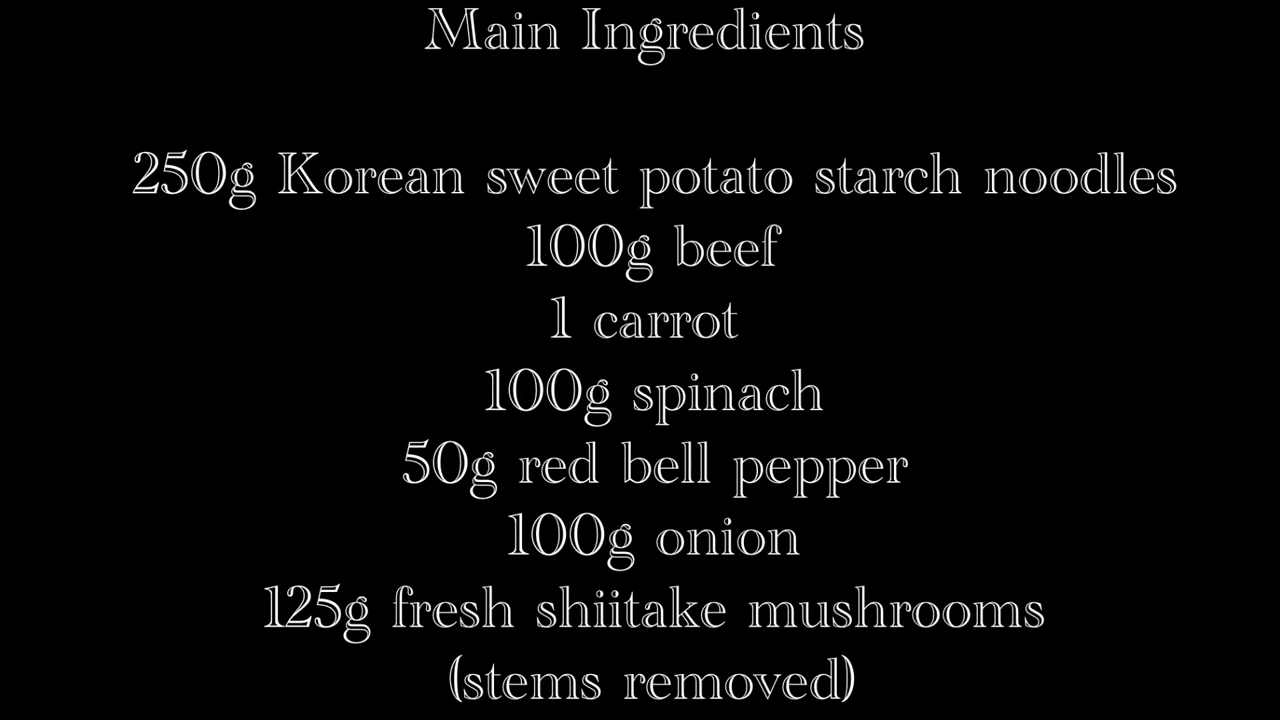 Main Ingredients
250g Korean sweet potato starch noodles
100g beef
1 carrot
100g spinach
50g red bell pepper
100g onion
125g fresh shiitake mushrooms
(stems removed)